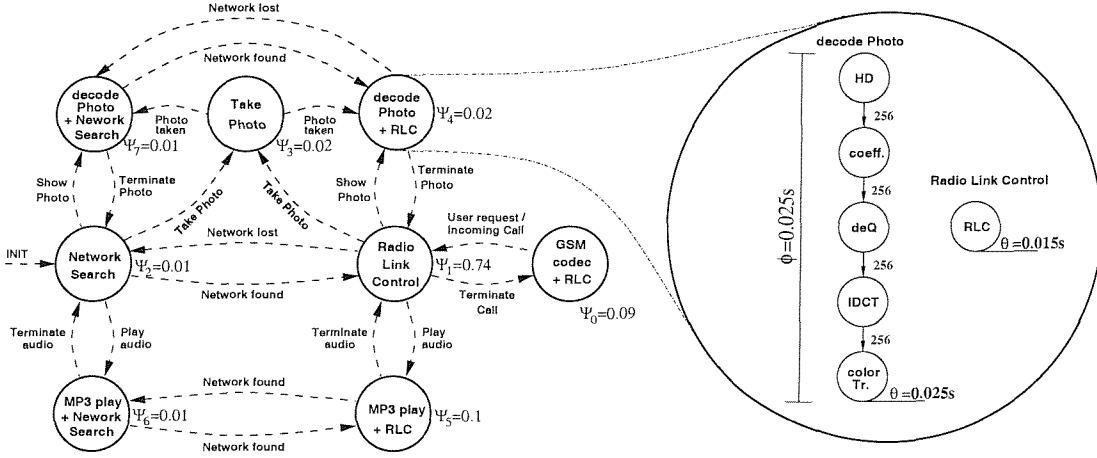 Network lost
Network found
decode
Photo
+ Nework
Search
Ψ7=0.01
Photo
taken
Take
Photo
Ψ3=0.02
Photo
taken
decode
Photo
+ RLC
Ψ4=0.02
Show
Photo
Terminate
Photo
Take Photo
Take Photo
Show
Photo
Terminate
Photo
User request /
Incoming Call
INIT
Network
Search
Ψ2=0.01
Network lost
Network found
Radio
Link
Control
Ψ1=0.74
Terminate
Call
GSM
codec
+ RLC
Ψ0=0.09
Terminate
audio
Play
audio
Terminate
audio
Play
audio
MP3 play
+ Nework
Search
Ψ6=0.01
Network found
Network found
MP3 play
+ RLC
Ψ5=0.1
decode Photo
ϕ=0.025s
HD
256
coeff.
256
deQ
256
IDCT
256
color
Tr.
θ=0.025s
Radio Link Control
RLC
θ=0.015s